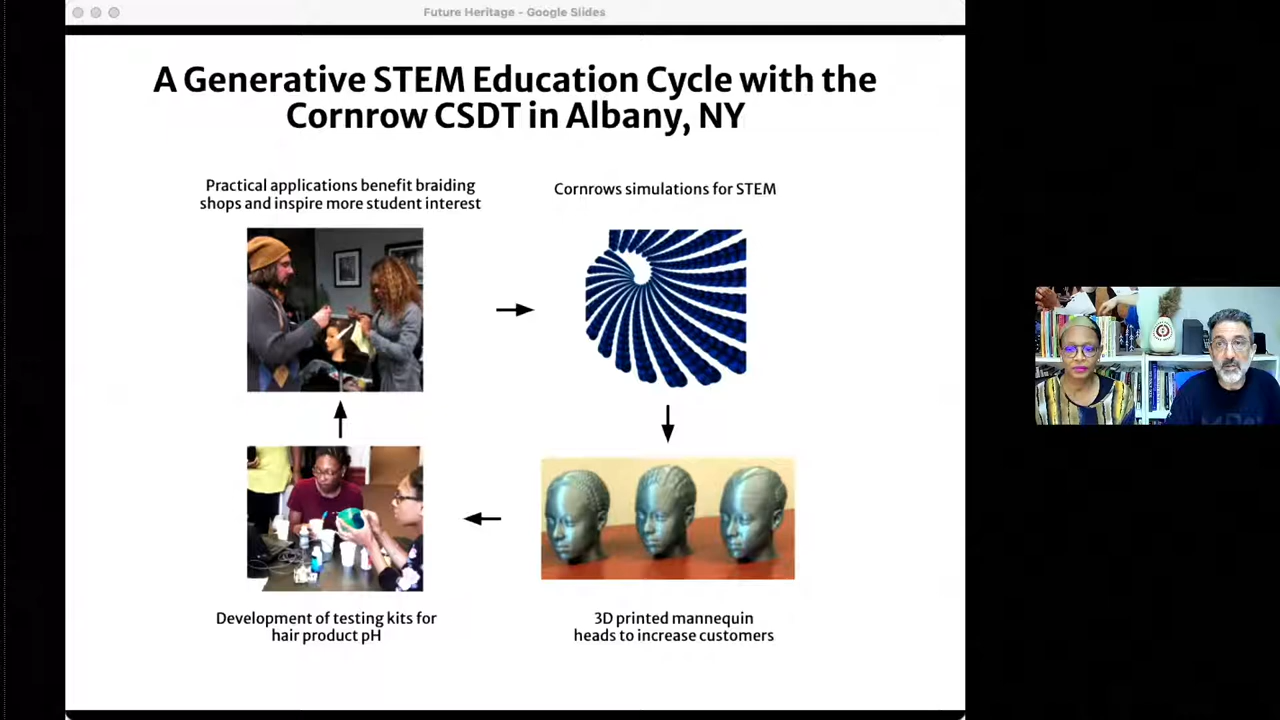 Future Heritage - Google Slides
A Generative STEM Education Cycle with the
Cornrow CSDT in Albany, NY
Practical applications benefit braiding
shops and inspire more student interest
Cornrows simulations for STEM
Development of testing kits for
hair product pH
3D printed mannequin
heads to increase customers